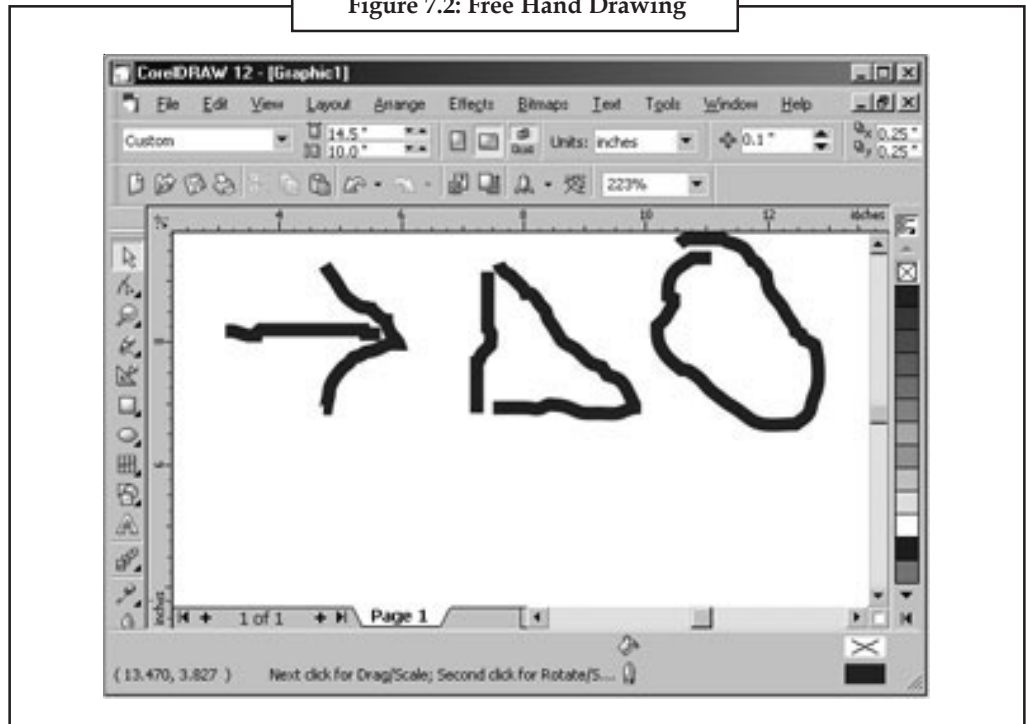 Figure 7.2: Free Hand Drawing
CorelDRAW 12 - [Graphic1]
File Edit View Layout Arrange Effects Bitmaps Text Tools Window Help
Custom 14.5" 10.0" Units: inches 0.1" 0.25" 0.25"
223%
4 6 8 10 12 inches
8
6
inches
1 of 1 Page 1
( 13.470, 3.827 ) Next click for Drag/Scale; Second click for Rotate/S...